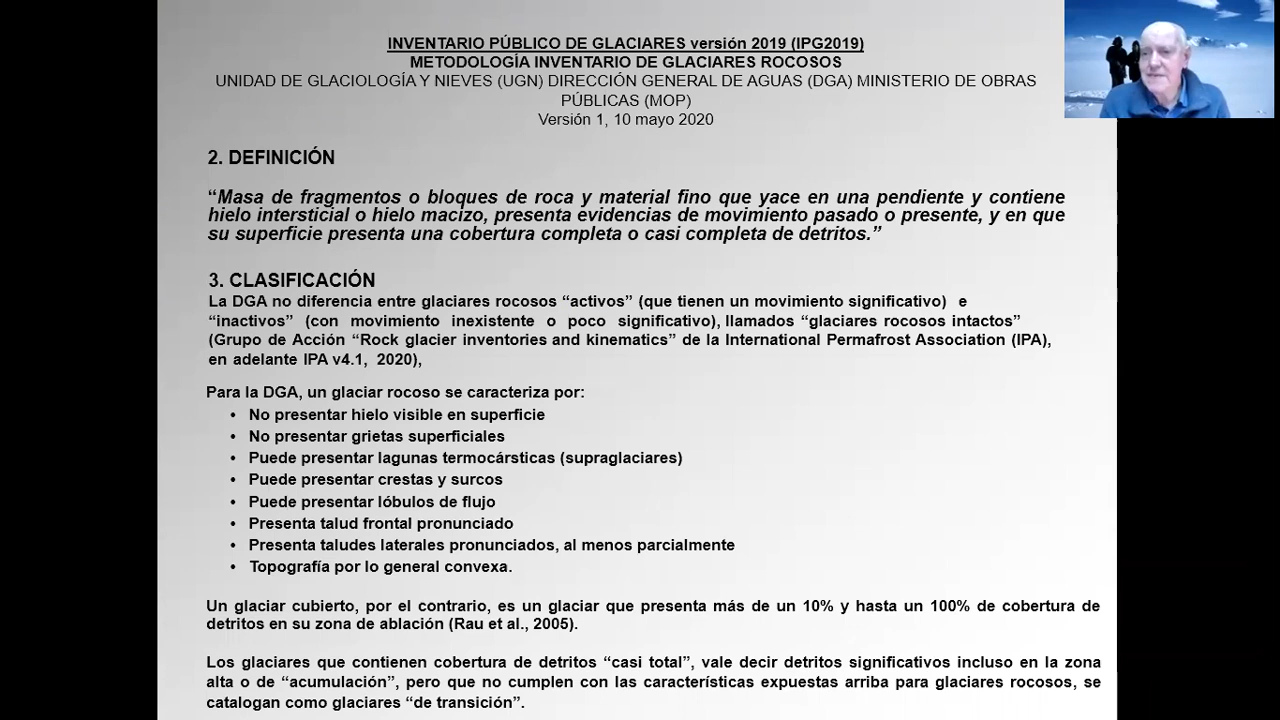 INVENTARIO PÚBLICO DE GLACIARES versión 2019 (IPG2019)
METODOLOGÍA INVENTARIO DE GLACIARES ROCOSOS
UNIDAD DE GLACIOLOGÍA Y NIEVES (UGN) DIRECCIÓN GENERAL DE AGUAS (DGA) MINISTERIO DE OBRAS
PÚBLICAS (MOP)
Versión 1, 10 mayo 2020
2. DEFINICIÓN
“Masa de fragmentos o bloques de roca y material fino que yace en una pendiente y contiene
hielo intersticial o hielo macizo, presenta evidencias de movimiento pasado o presente, y en que
su superficie presenta una cobertura completa o casi completa de detritos.”
3. CLASIFICACIÓN
La DGA no diferencia entre glaciares rocosos “activos” (que tienen un movimiento significativo) e
“inactivos” (con movimiento inexistente o poco significativo), llamados “glaciares rocosos intactos”
(Grupo de Acción “Rock glacier inventories and kinematics” de la International Permafrost Association (IPA),
en adelante IPA v4.1, 2020),
Para la DGA, un glaciar rocoso se caracteriza por:
• No presentar hielo visible en superficie
• No presentar grietas superficiales
• Puede presentar lagunas termocársticas (supraglaciares)
• Puede presentar crestas y surcos
• Puede presentar lóbulos de flujo
• Presenta talud frontal pronunciado
• Presenta taludes laterales pronunciados, al menos parcialmente
• Topografía por lo general convexa.
Un glaciar cubierto, por el contrario, es un glaciar que presenta más de un 10% y hasta un 100% de cobertura de
detritos en su zona de ablación (Rau et al., 2005).
Los glaciares que contienen cobertura de detritos “casi total”, vale decir detritos significativos incluso en la zona
alta o de “acumulación”, pero que no cumplen con las características expuestas arriba para glaciares rocosos, se
catalogan como glaciares “de transición”.